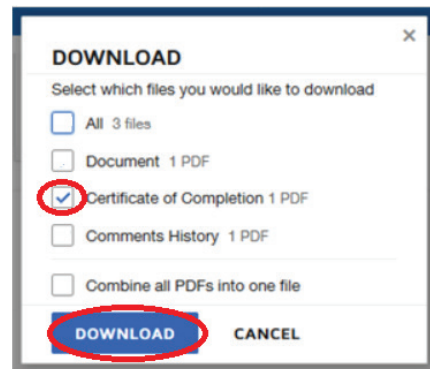 DOWNLOAD
Select which files you would like to download
All 3 files
Document 1 PDF
Certificate of Completion 1 PDF
Comments History 1 PDF
Combine all PDFs into one file
DOWNLOAD CANCEL